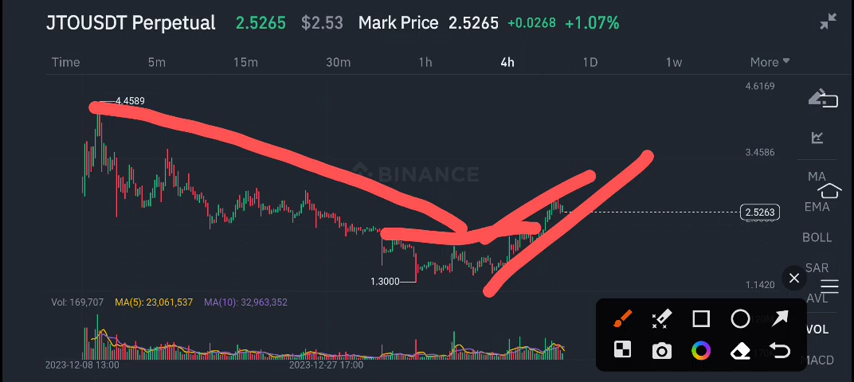 JTOUSDT Perpetual 2.5265 $2.53 Mark Price 2.5265 +0.0268 +1.07%
Time 5m 15m 30m 1h 4h 1D 1w More
4.6169
4.4589
3.4586
BINANCE
MA
EMA
2.5263
BOLL
SAR
1.3000
1.1420
AVL
Vol: 169,707 MA(5): 23,061,537 MA(10): 32,963,352
VOL
MACD
2023-12-08 13:00 2023-12-27 17:00